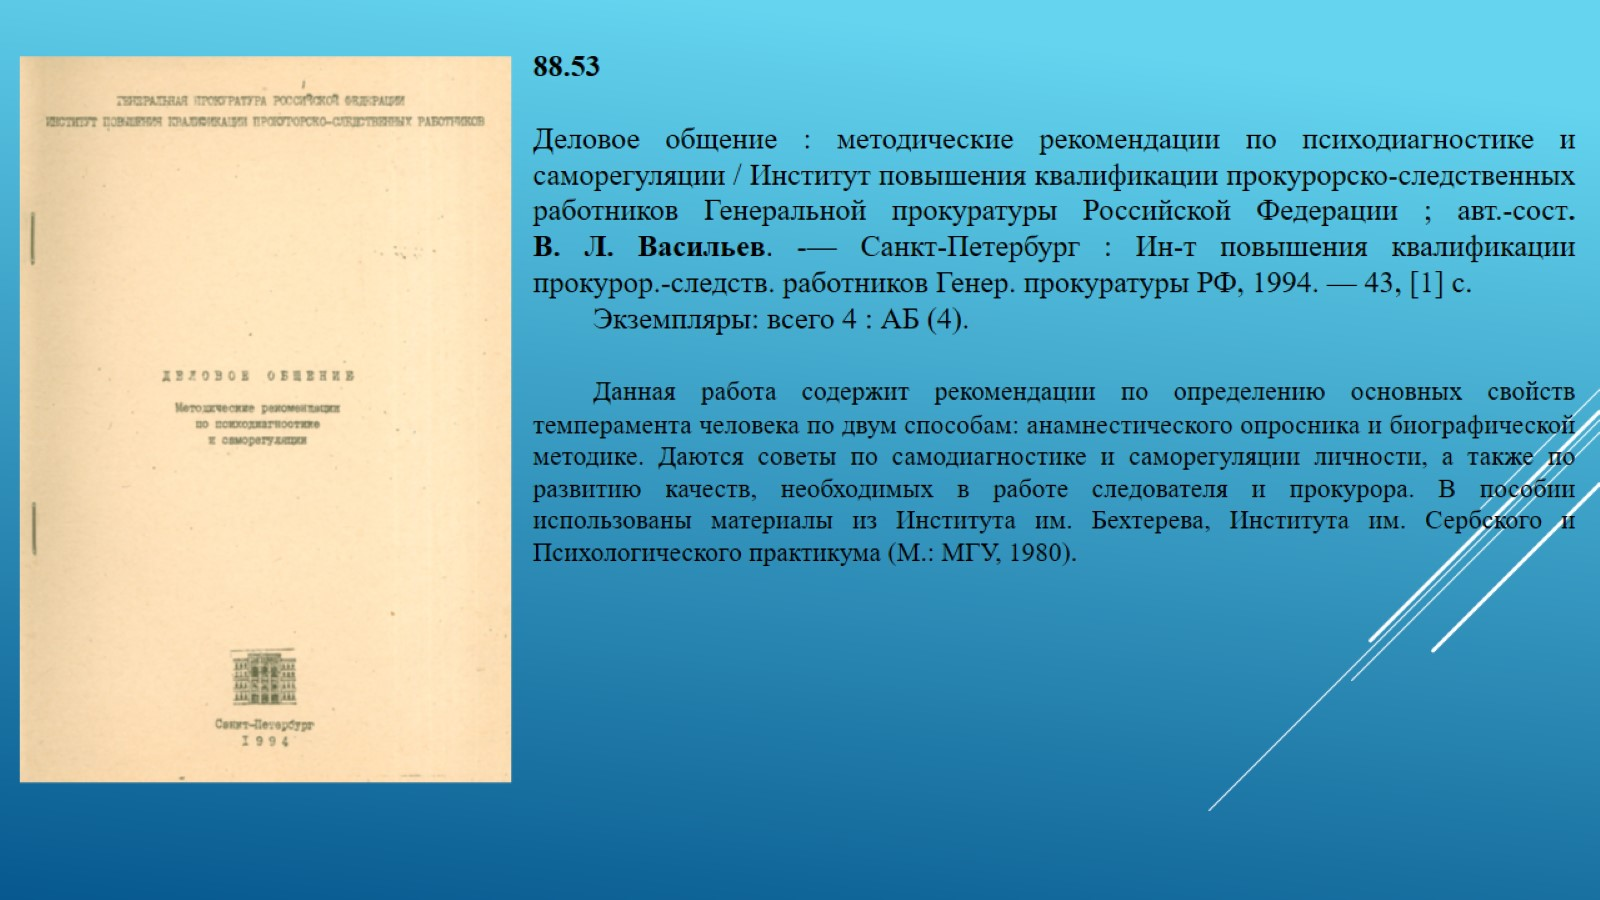 ГЕНЕРАЛЬНАЯ ПРОКУРАТУРА РОССИЙСКОЙ ФЕДЕРАЦИИ
ИНСТИТУТ ПОВЫШЕНИЯ КВАЛИФИКАЦИИ ПРОКУРОРСКО-СЛЕДСТВЕННЫХ РАБОТНИКОВ
ДЕЛОВОЕ ОБЩЕНИЕ
Методические рекомендации
по психодиагностике
и саморегуляции
Санкт-Петербург
1994
88.53
Деловое общение : методические рекомендации по психодиагностике и
саморегуляции / Институт повышения квалификации прокурорско-следственных
работников Генеральной прокуратуры Российской Федерации ; авт.-сост.
В. Л. Васильев. -— Санкт-Петербург : Ин-т повышения квалификации
прокурор.-следств. работников Генер. прокуратуры РФ, 1994. — 43, [1] с.
Экземпляры: всего 4 : АБ (4).
Данная работа содержит рекомендации по определению основных свойств
темперамента человека по двум способам: анамнестического опросника и биографической
методике. Даются советы по самодиагностике и саморегуляции личности, а также по
развитию качеств, необходимых в работе следователя и прокурора. В пособии
использованы материалы из Института им. Бехтерева, Института им. Сербского и
Психологического практикума (М.: МГУ, 1980).